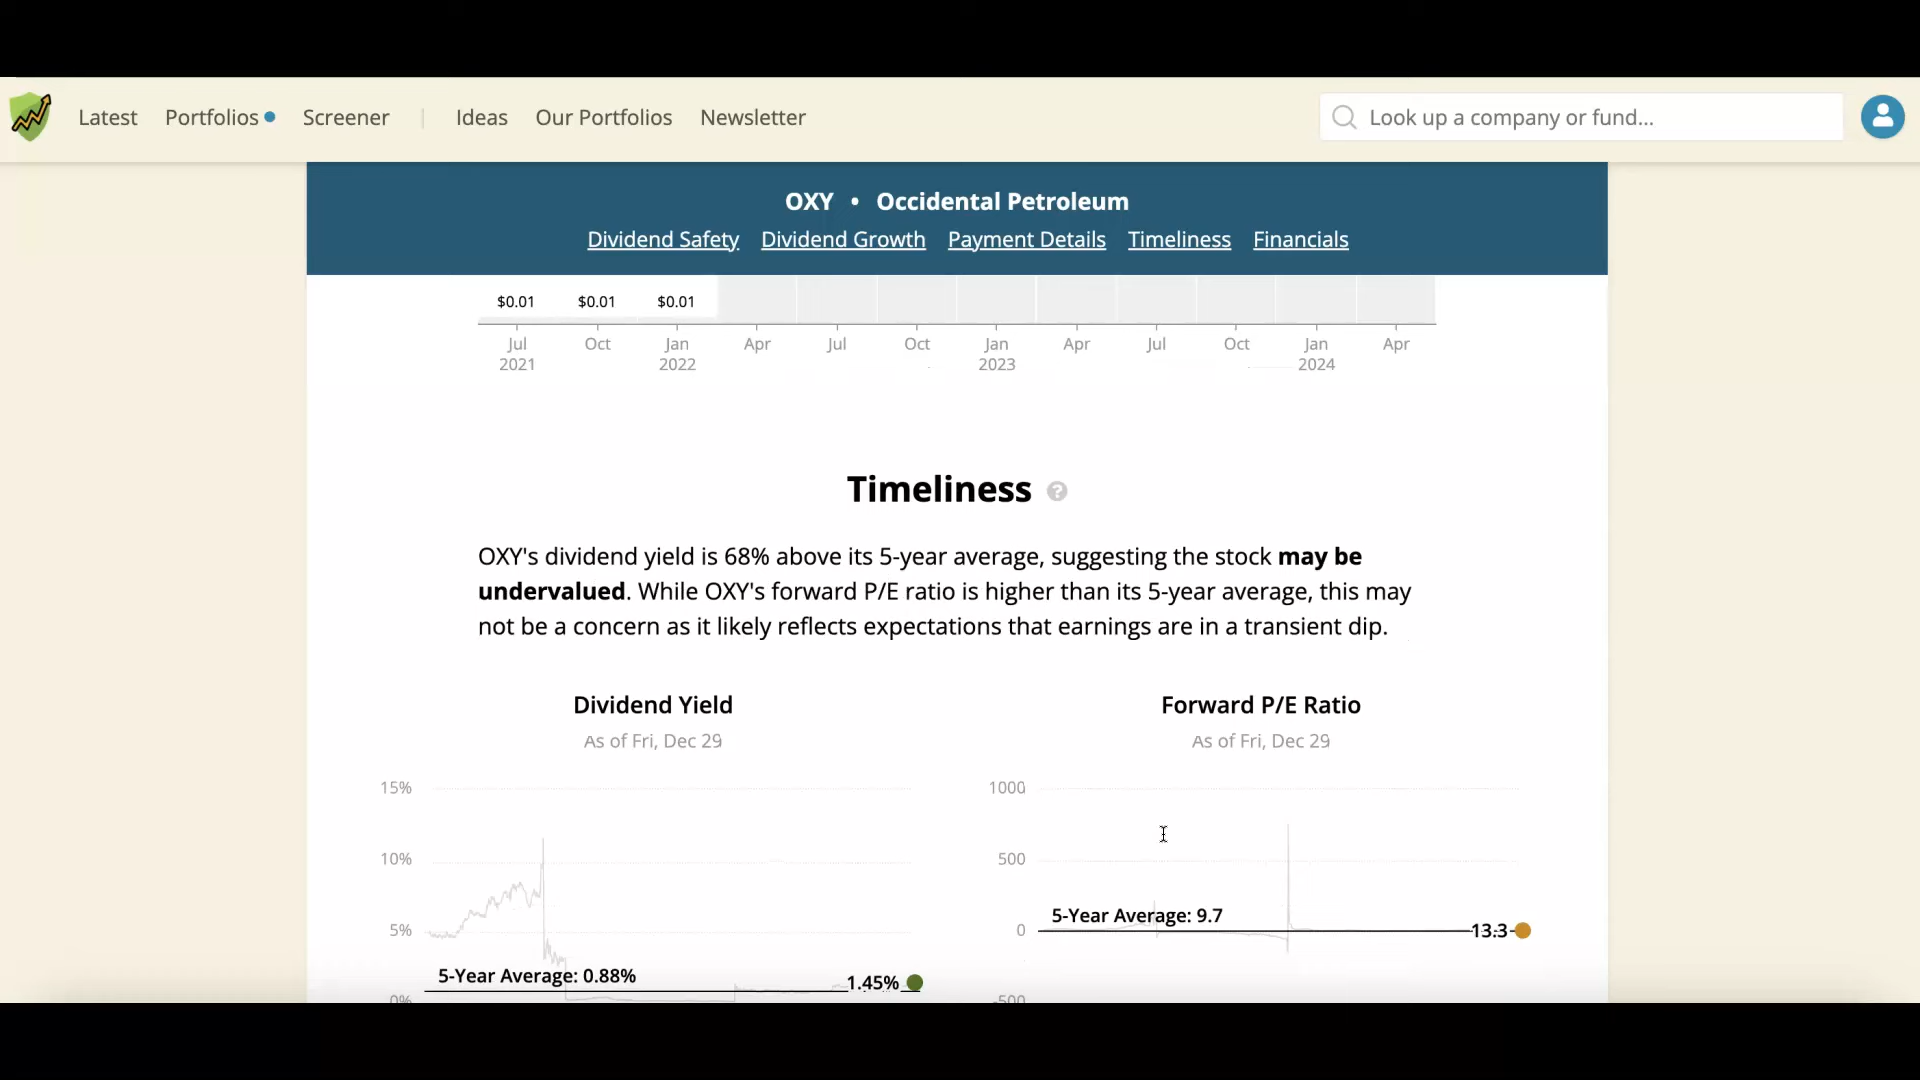 Latest Portfolios Screener Ideas Our Portfolios Newsletter Look up a company or fund...
OXY • Occidental Petroleum
Dividend Safety Dividend Growth Payment Details Timeliness Financials
$0.01 $0.01 $0.01
Jul Oct Jan Apr Jul Oct Jan Apr Jul Oct Jan Apr
2021 2022 2023 2024
Timeliness ?
OXY's dividend yield is 68% above its 5-year average, suggesting the stock may be
undervalued. While OXY's forward P/E ratio is higher than its 5-year average, this may
not be a concern as it likely reflects expectations that earnings are in a transient dip.
Dividend Yield
As of Fri, Dec 29
15%
10%
5%
5-Year Average: 0.88%
1.45%
0%
Forward P/E Ratio
As of Fri, Dec 29
1000
500
5-Year Average: 9.7
0
13.3
-500